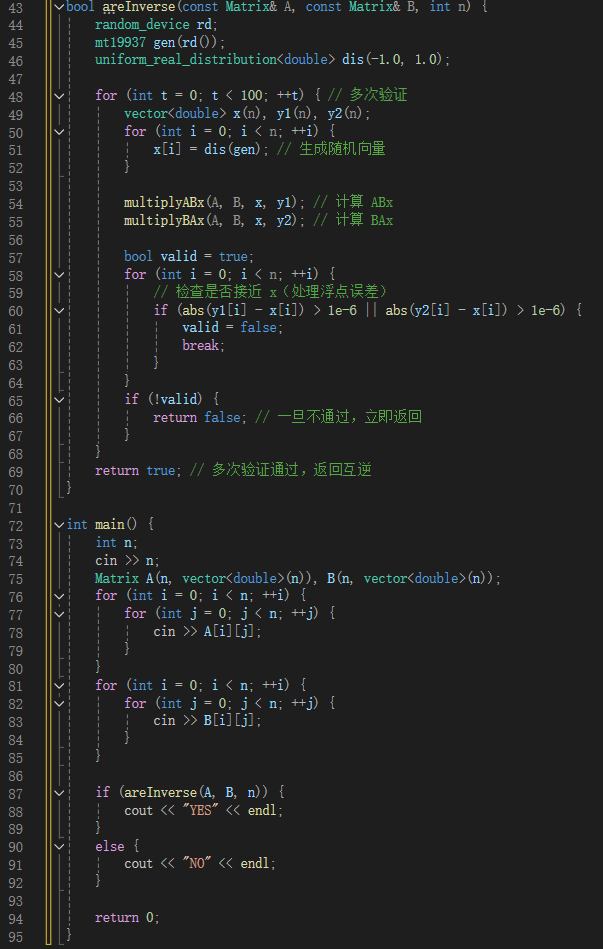 43 bool areInverse(const Matrix& A, const Matrix& B, int n) {
44 random_device rd;
45 mt19937 gen(rd());
46 uniform_real_distribution<double> dis(-1.0, 1.0);
47
48 for (int t = 0; t < 100; ++t) { // 多次验证
49 vector<double> x(n), y1(n), y2(n);
50 for (int i = 0; i < n; ++i) {
51 x[i] = dis(gen); // 生成随机向量
52 }
53
54 multiplyABx(A, B, x, y1); // 计算 ABx
55 multiplyBAx(A, B, x, y2); // 计算 BAx
56
57 bool valid = true;
58 for (int i = 0; i < n; ++i) {
59 // 检查是否接近 x（处理浮点误差）
60 if (abs(y1[i] - x[i]) > 1e-6 || abs(y2[i] - x[i]) > 1e-6) {
61 valid = false;
62 break;
63 }
64 }
65 if (!valid) {
66 return false; // 一旦不通过，立即返回
67 }
68 }
69 return true; // 多次验证通过，返回互逆
70 }
71
72 int main() {
73 int n;
74 cin >> n;
75 Matrix A(n, vector<double>(n)), B(n, vector<double>(n));
76 for (int i = 0; i < n; ++i) {
77 for (int j = 0; j < n; ++j) {
78 cin >> A[i][j];
79 }
80 }
81 for (int i = 0; i < n; ++i) {
82 for (int j = 0; j < n; ++j) {
83 cin >> B[i][j];
84 }
85 }
86
87 if (areInverse(A, B, n)) {
88 cout << "YES" << endl;
89 }
90 else {
91 cout << "NO" << endl;
92 }
93
94 return 0;
95 }